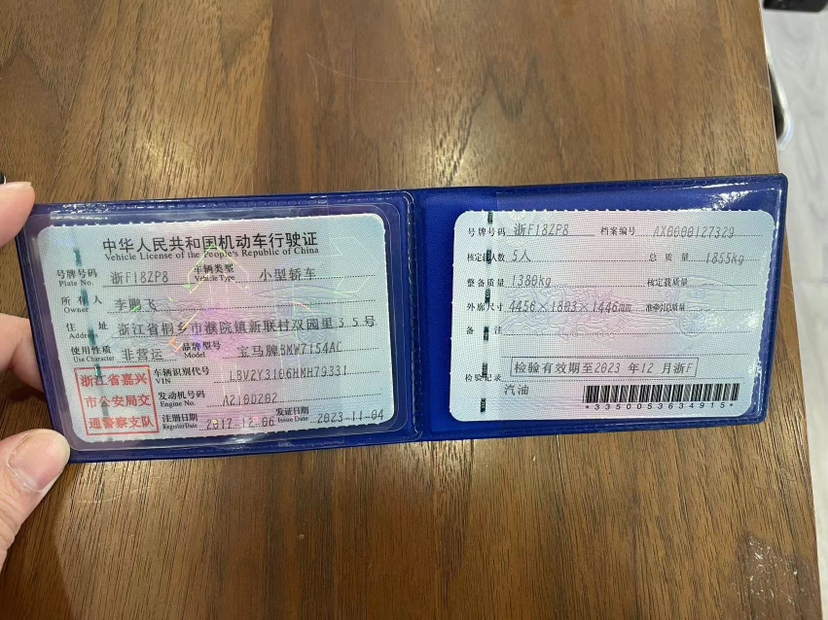 中华人民共和国机动车行驶证
Vehicle License of the People's Republic of China
号牌号码 Plate No. 浙F18ZP8 车辆类型 Vehicle Type 小型轿车
所有人 Owner 李鹏飞
住址 Address 浙江省桐乡市濮院镇新联村双园里35号
使用性质 Use Character 非营运 品牌型号 Model 宝马牌BMW7154AC
浙江省嘉兴
市公安局交
通警察支队
车辆识别代号 VIN LBV2Y3106HMH79331
发动机号码 Engine No. A2100202
注册日期 Register Date 2017-12-06 发证日期 Issue Date 2023-11-04
号牌号码 浙F18ZP8 档案编号 AX0000127329
核定载人数 5人 总质量 1855kg
整备质量 1380kg 核定载质量
外廓尺寸 4456×1803×1446mm 准牵引总质量
备注
检验记录 检验有效期至2023 年12 月浙F
汽油
*3350053634915*